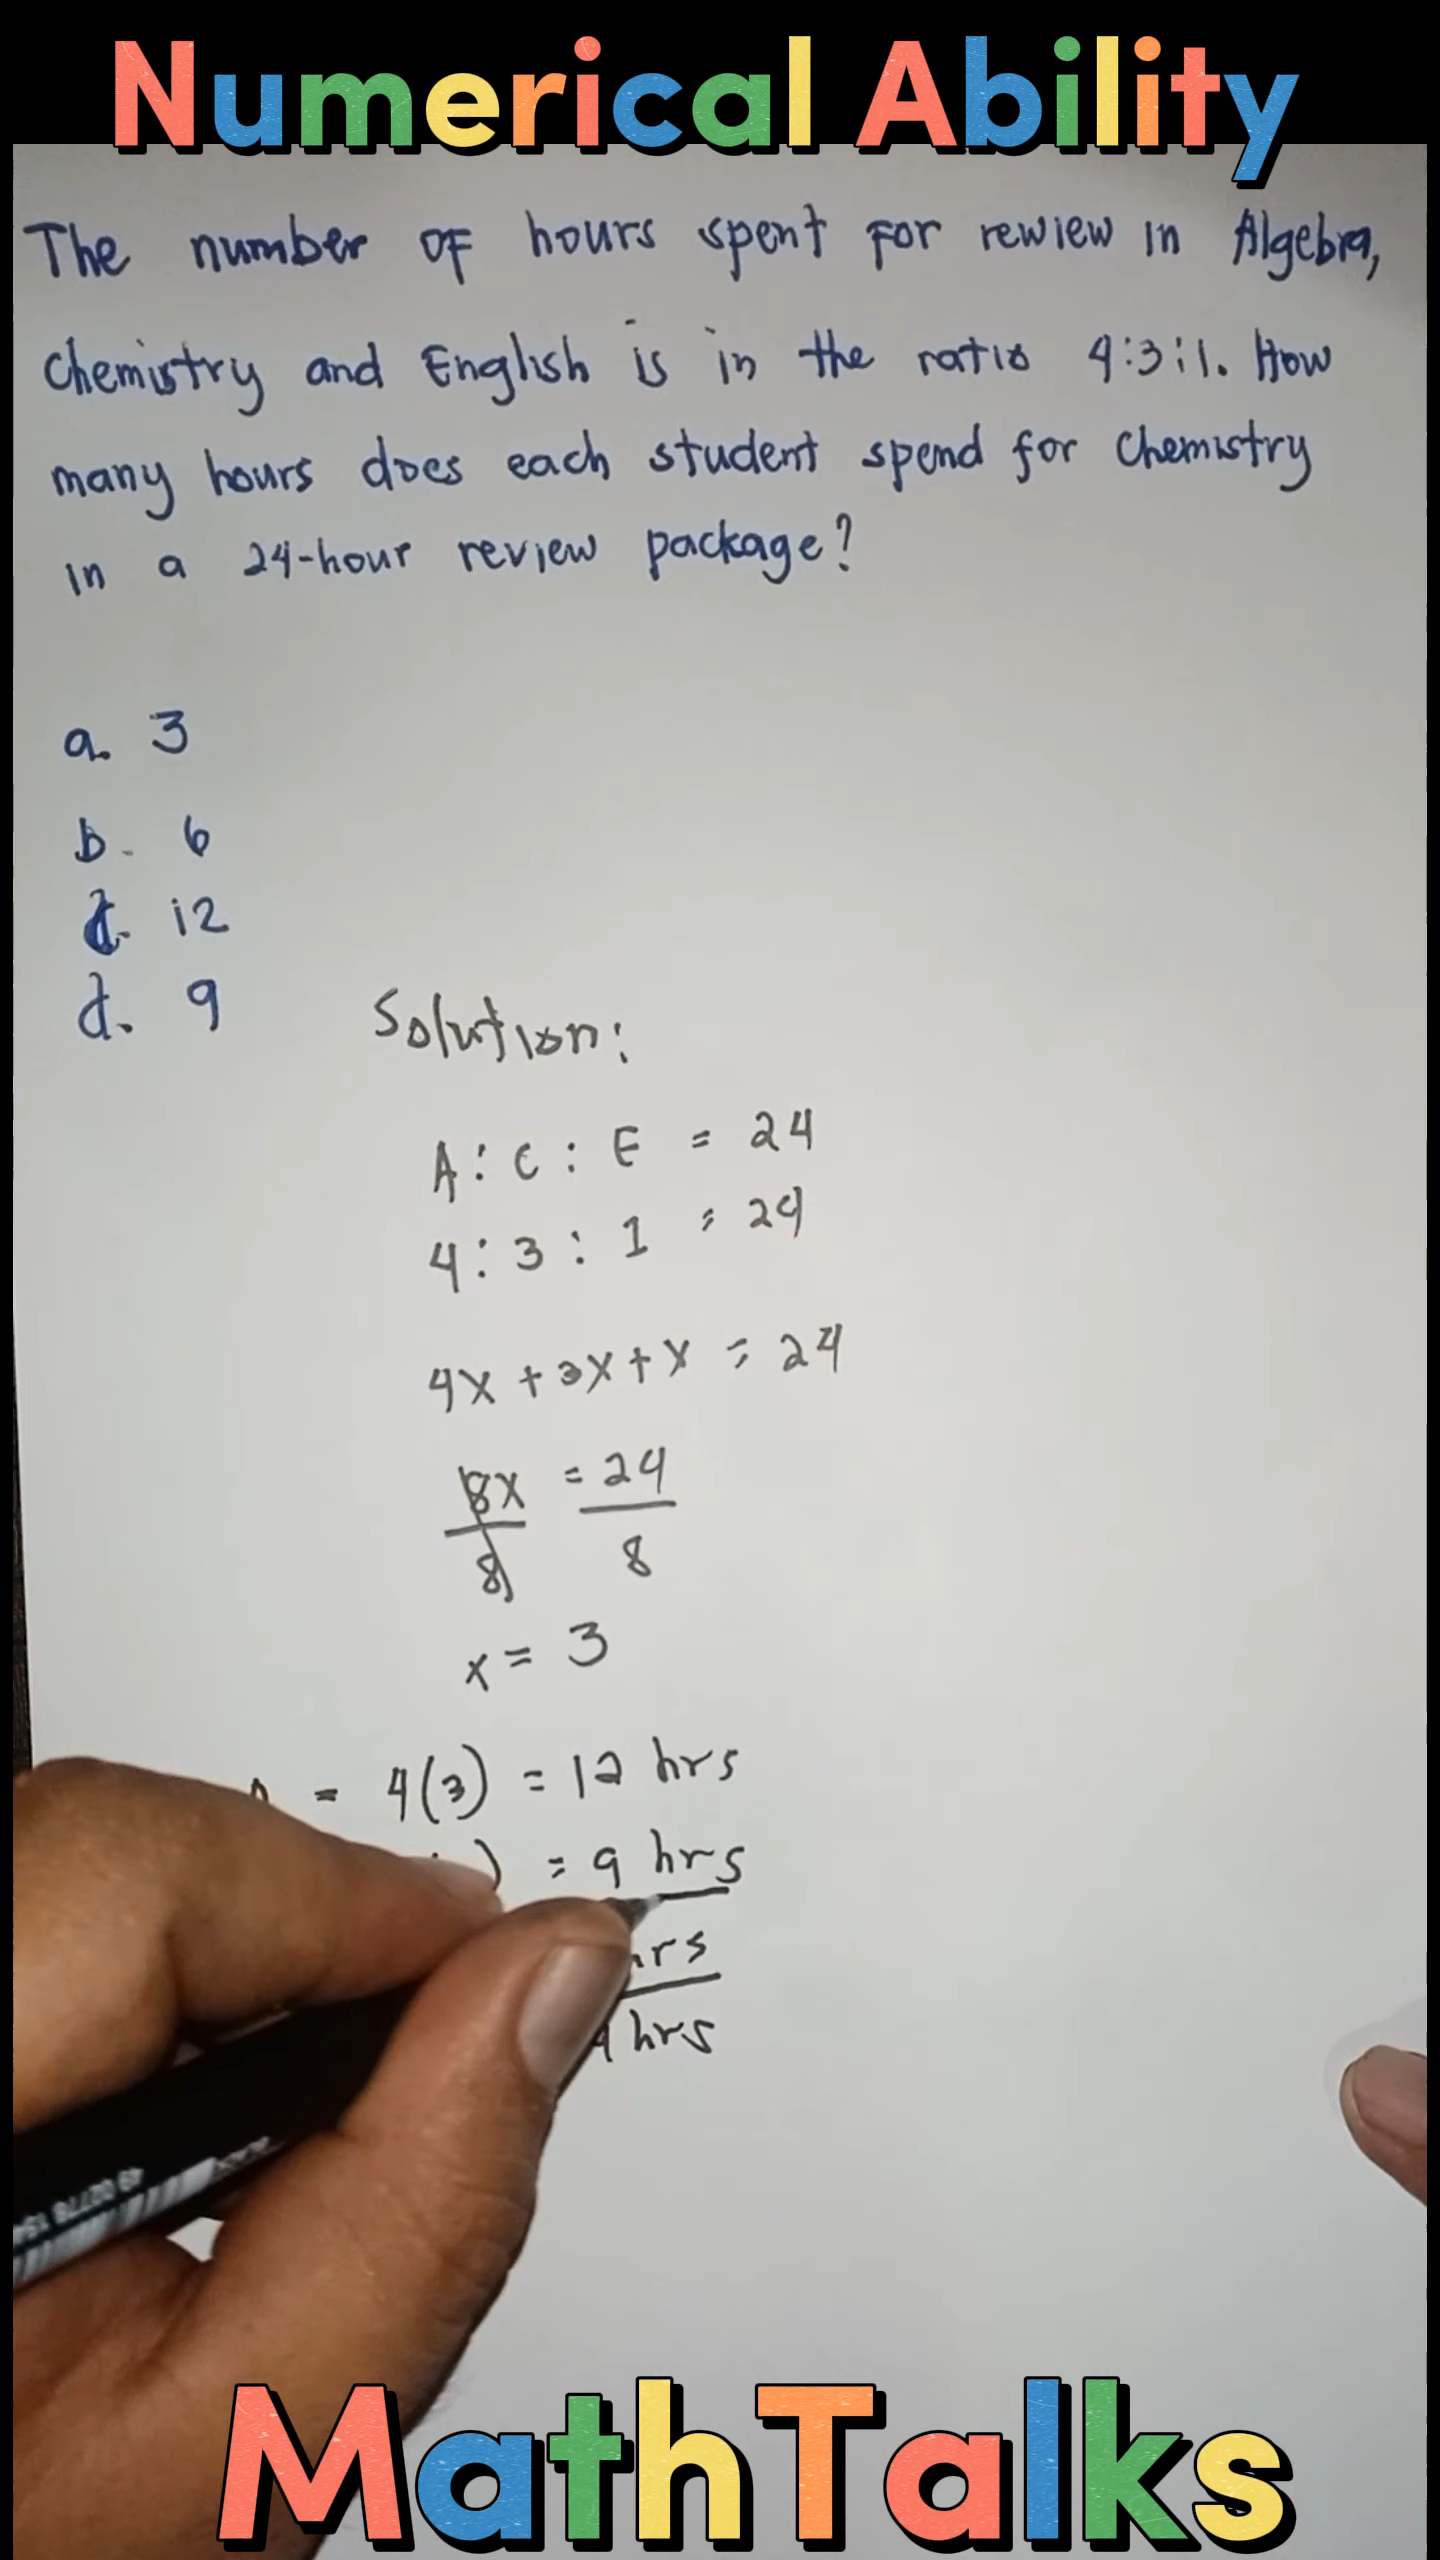 Numerical Ability
The number of hours spent for rewiew in Algebra,
Chemistry and English is in the ratio 4:3:1. How
many hours does each student spend for Chemistry
in a 24-hour review package?
a. 3
b. 6
c. 12
d. 9
Solution:
A : C : E = 24
4 : 3 : 1 = 24
4x + 3x + x = 24
8x = 24
8 8
x = 3
= 4(3) = 12 hrs
) = 9 hrs
hrs
hrs
MathTalks